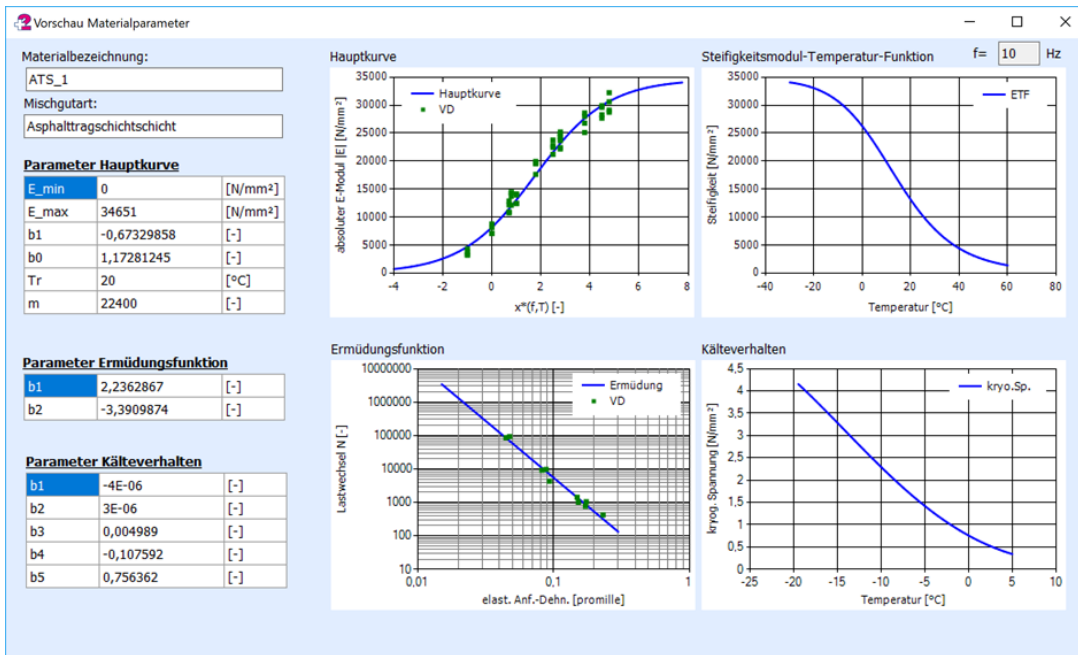 Vorschau Materialparameter
Materialbezeichnung:
ATS_1
Mischgutart:
Asphalttragschichtschicht
Parameter Hauptkurve
E_min 0 [N/mm²]
E_max 34651 [N/mm²]
b1 -0,67329858 [-]
b0 1,17281245 [-]
Tr 20 [°C]
m 22400 [-]
Parameter Ermüdungsfunktion
b1 2,2362867 [-]
b2 -3,3909874 [-]
Parameter Kälteverhalten
b1 -4E-06 [-]
b2 3E-06 [-]
b3 0,004989 [-]
b4 -0,107592 [-]
b5 0,756362 [-]
Hauptkurve
absoluter E-Modul |E| [N/mm²]
35000
30000
25000
20000
15000
10000
5000
0
Hauptkurve
VD
-4 -2 0 2 4 6 8
x*(f,T) [-]
Steifigkeitsmodul-Temperatur-Funktion f= 10 Hz
Steifigkeit [N/mm²]
35000
30000
25000
20000
15000
10000
5000
0
ETF
-40 -20 0 20 40 60 80
Temperatur [°C]
Ermüdungsfunktion
Lastwechsel N [-]
10000000
1000000
100000
10000
1000
100
10
Ermüdung
VD
0,01 0,1 1
elast. Anf.-Dehn. [promille]
Kälteverhalten
kryog. Spannung [N/mm²]
4,5
4
3,5
3
2,5
2
1,5
1
0,5
0
kryo.Sp.
-25 -20 -15 -10 -5 0 5 10
Temperatur [°C]